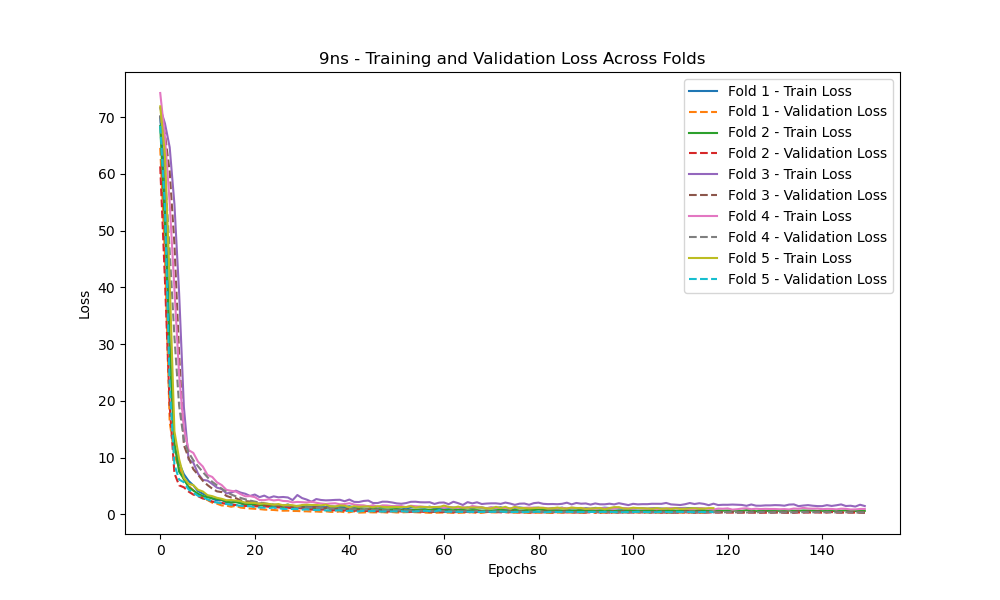 9ns - Training and Validation Loss Across Folds
Fold 1 - Train Loss
Fold 1 - Validation Loss
Fold 2 - Train Loss
Fold 2 - Validation Loss
Fold 3 - Train Loss
Fold 3 - Validation Loss
Fold 4 - Train Loss
Fold 4 - Validation Loss
Fold 5 - Train Loss
Fold 5 - Validation Loss
Loss
70
60
50
40
30
20
10
0
0 20 40 60 80 100 120 140
Epochs